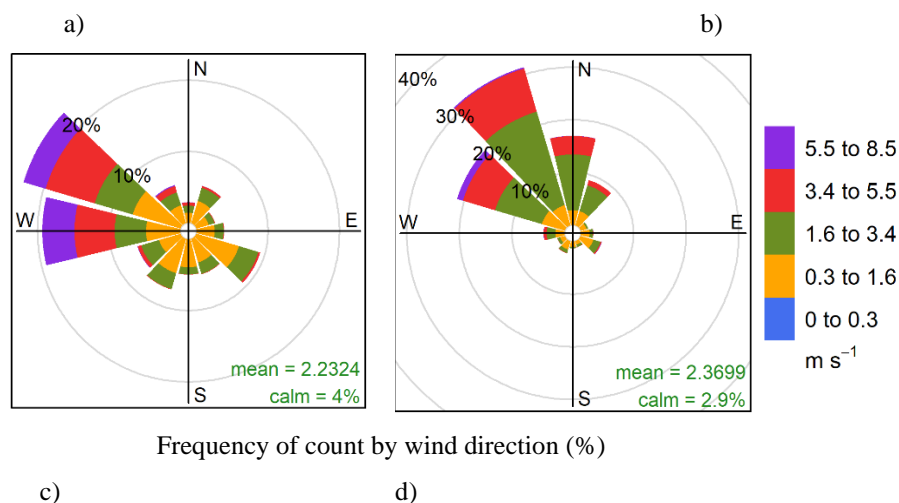 a)
b)
N
20%
10%
W
E
mean = 2.2324
S
calm = 4%
N
40%
30%
20%
10%
W
E
mean = 2.3699
S
calm = 2.9%
5.5 to 8.5
3.4 to 5.5
1.6 to 3.4
0.3 to 1.6
0 to 0.3
m s⁻¹
Frequency of count by wind direction (%)
c)
d)